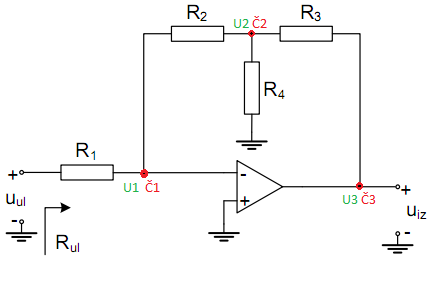 R2
U2 Č2
R3
R4
R1
+
-
U1 Č1
+
U3 Č3
+
uul
-
Rul
uiz
-